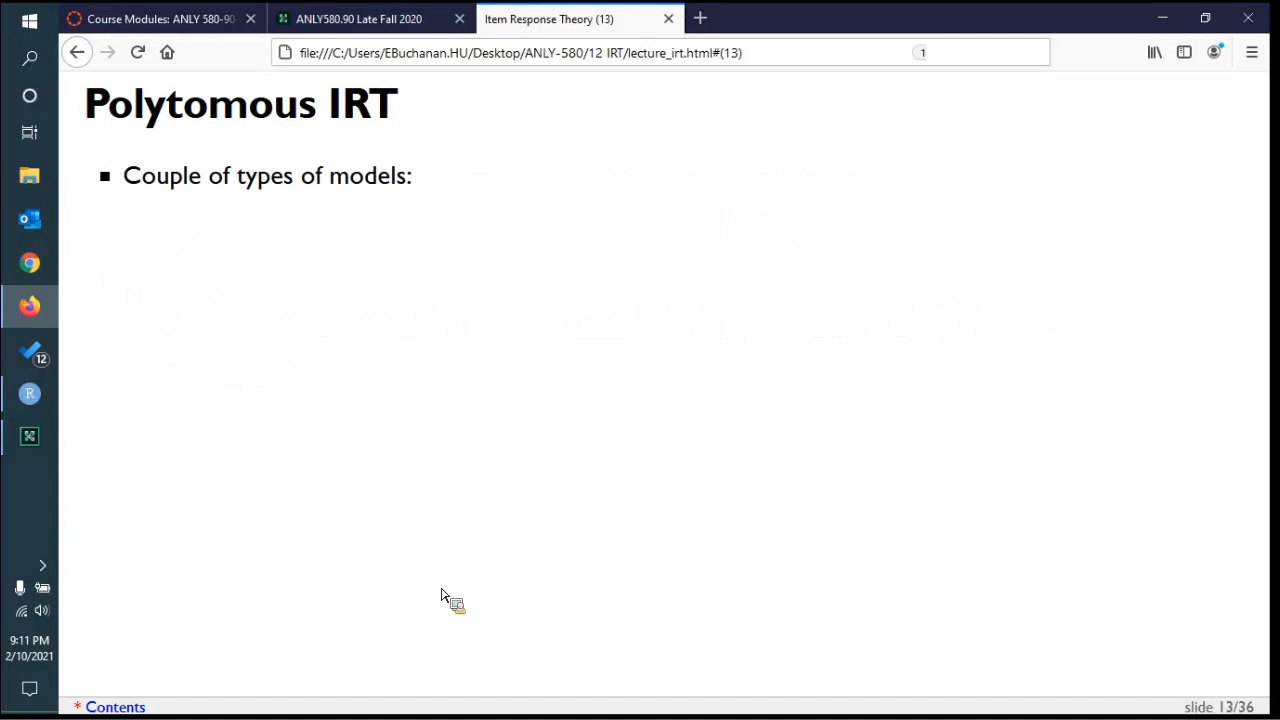 Course Modules: ANLY 580-90-
ANLY580.90 Late Fall 2020
Item Response Theory (13)
file:///C:/Users/EBuchanan.HU/Desktop/ANLY-580/12 IRT/lecture_irt.html#(13)
1
Polytomous IRT
Couple of types of models:
12
R
9:11 PM
2/10/2021
* Contents
slide 13/36